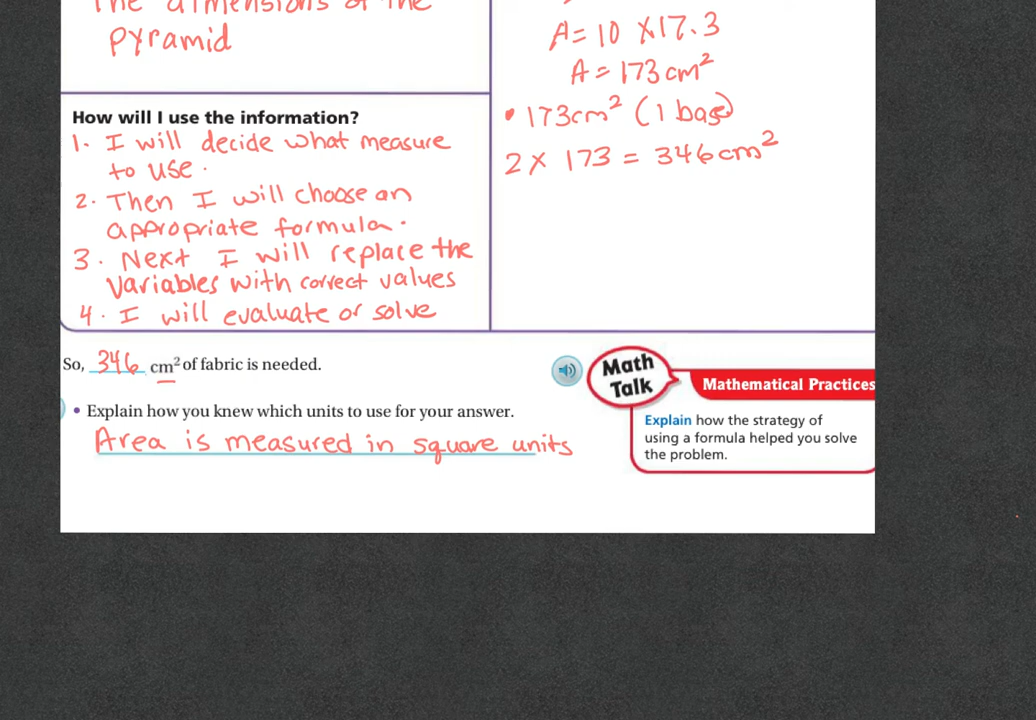 The dimensions of the
pyramid
How will I use the information?
1. I will decide what measure
to use.
2. Then I will choose an
appropriate formula.
3. Next I will replace the
variables with correct values
4. I will evaluate or solve
A = 10 × 17.3
A = 173 cm²
• 173cm² (1 base)
2 × 173 = 346 cm²
So, 346 cm² of fabric is needed.
• Explain how you knew which units to use for your answer.
Area is measured in square units
Math
Talk
Mathematical Practices
Explain how the strategy of
using a formula helped you solve
the problem.